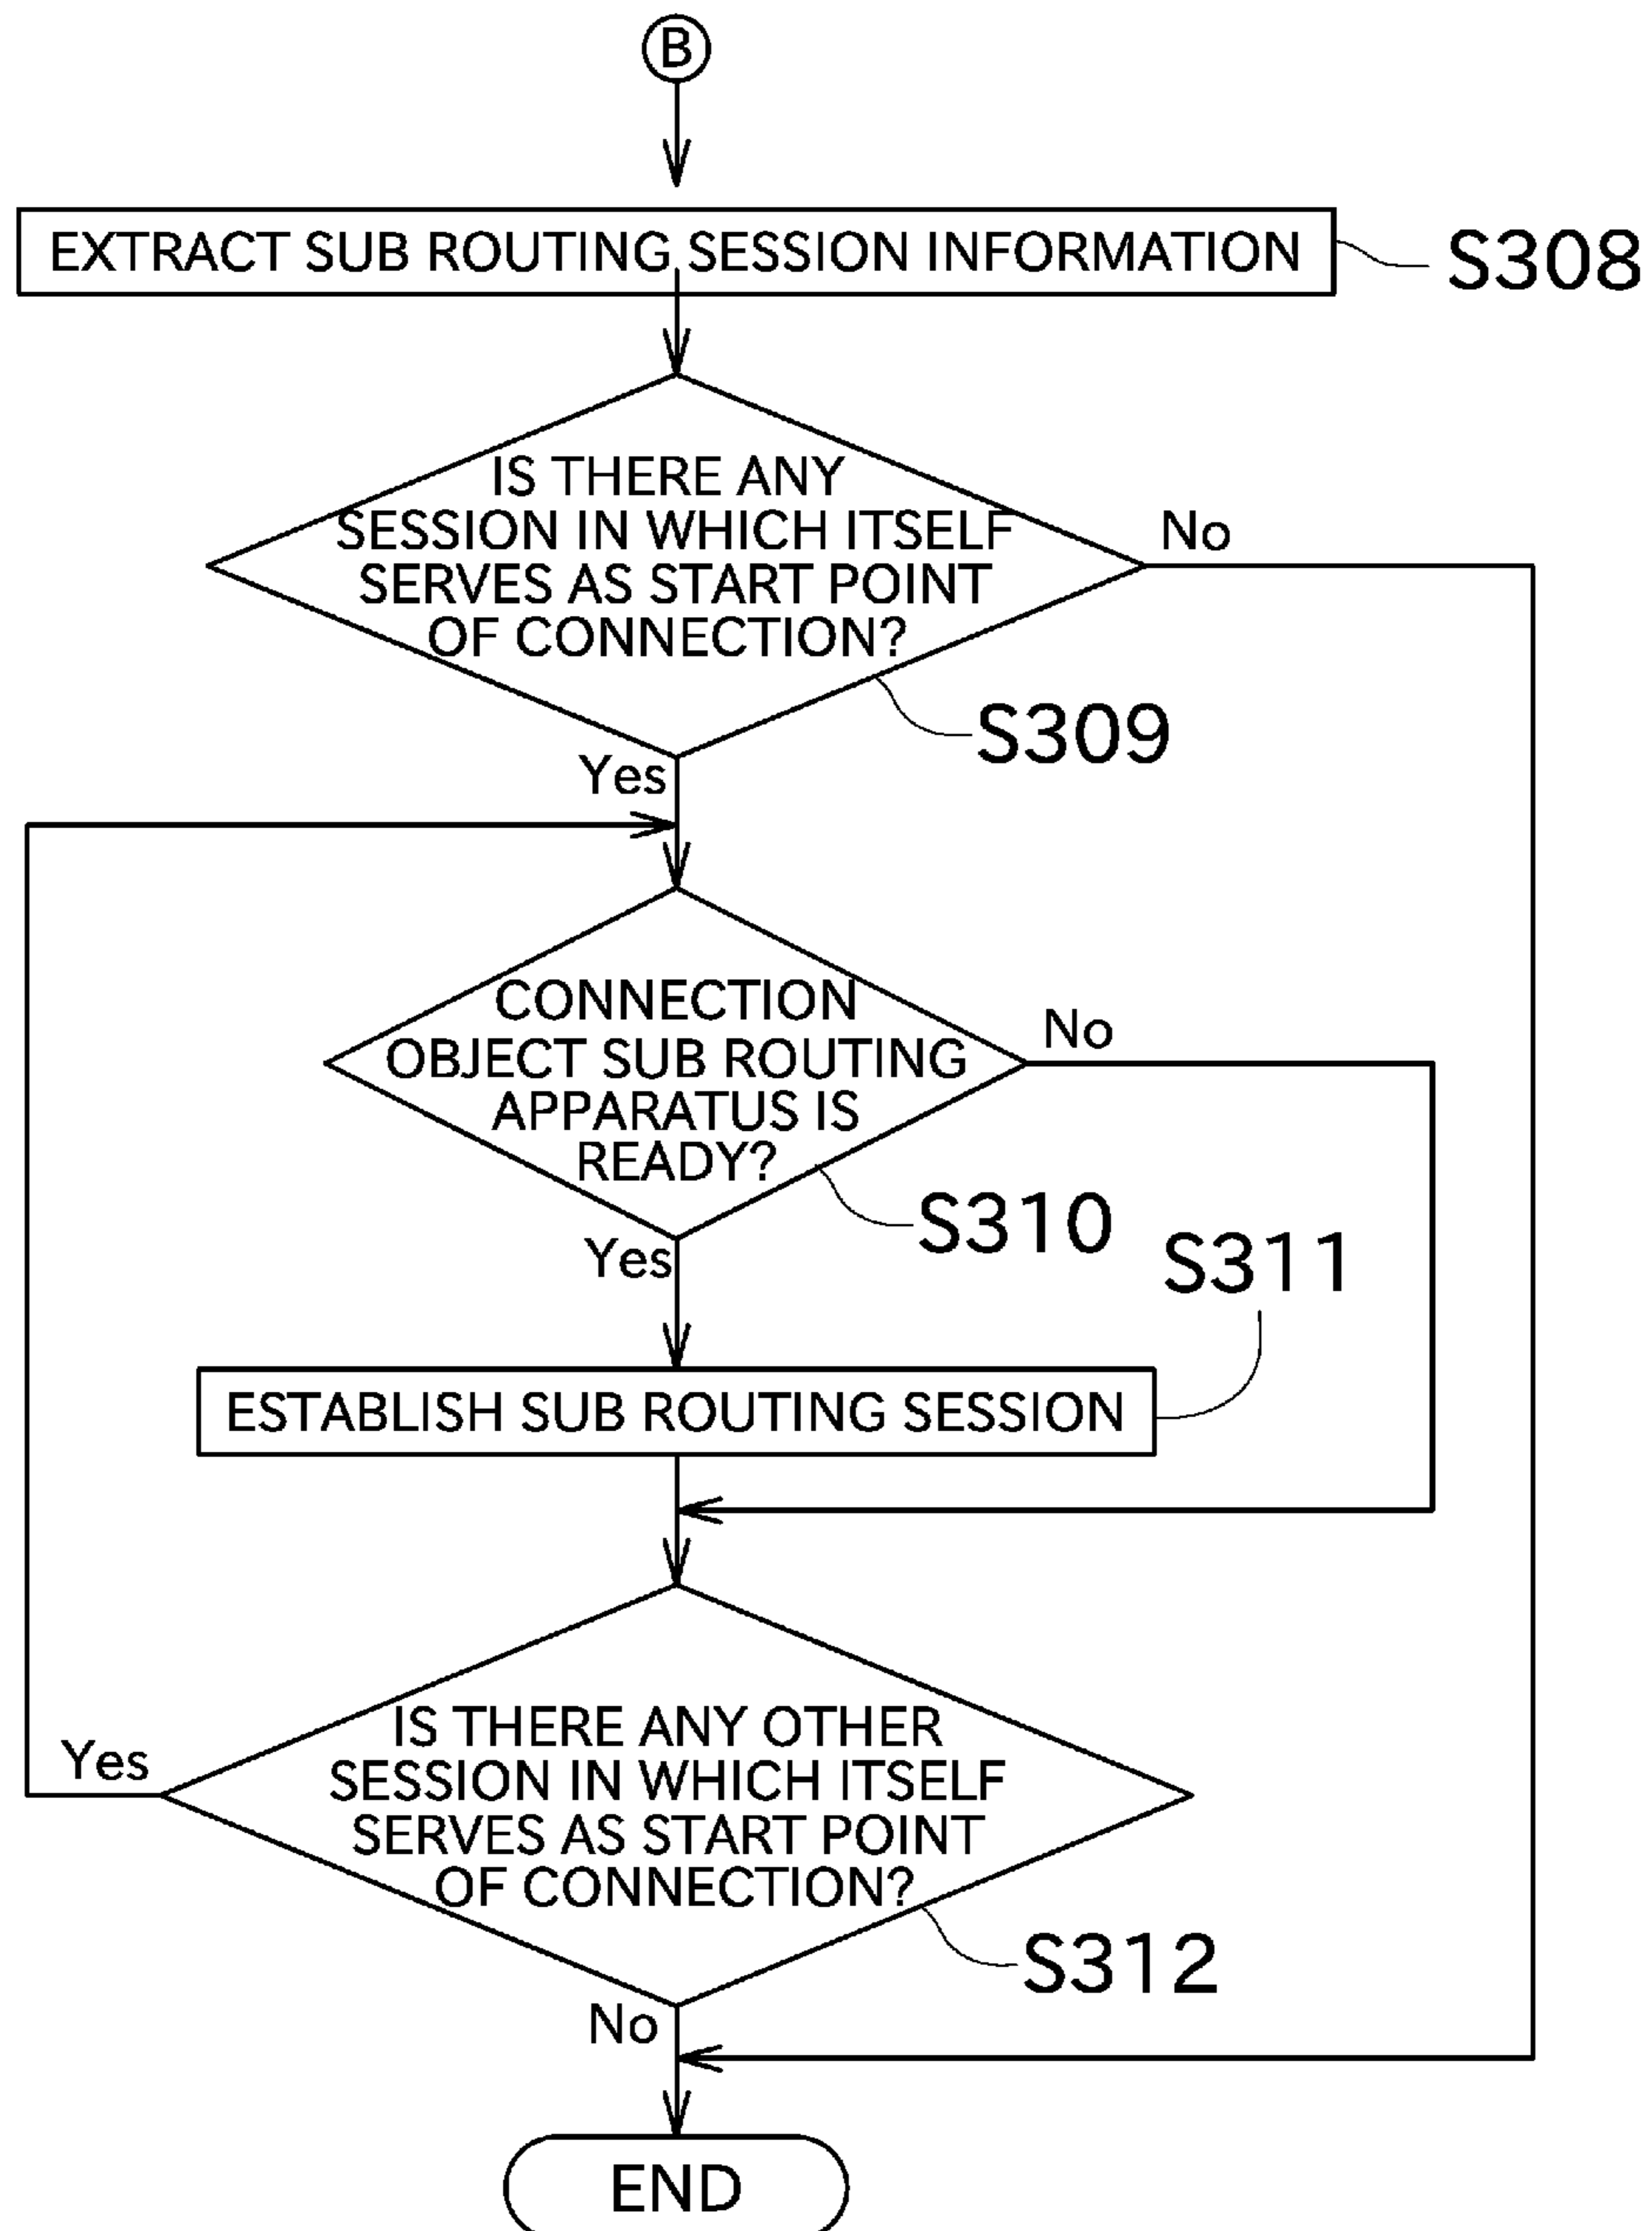 B
EXTRACT SUB ROUTING SESSION INFORMATION
S308
IS THERE ANY
SESSION IN WHICH ITSELF
SERVES AS START POINT
OF CONNECTION?
No
S309
Yes
CONNECTION
OBJECT SUB ROUTING
APPARATUS IS
READY?
No
S310
Yes
S311
ESTABLISH SUB ROUTING SESSION
IS THERE ANY OTHER
SESSION IN WHICH ITSELF
SERVES AS START POINT
OF CONNECTION?
Yes
S312
No
END